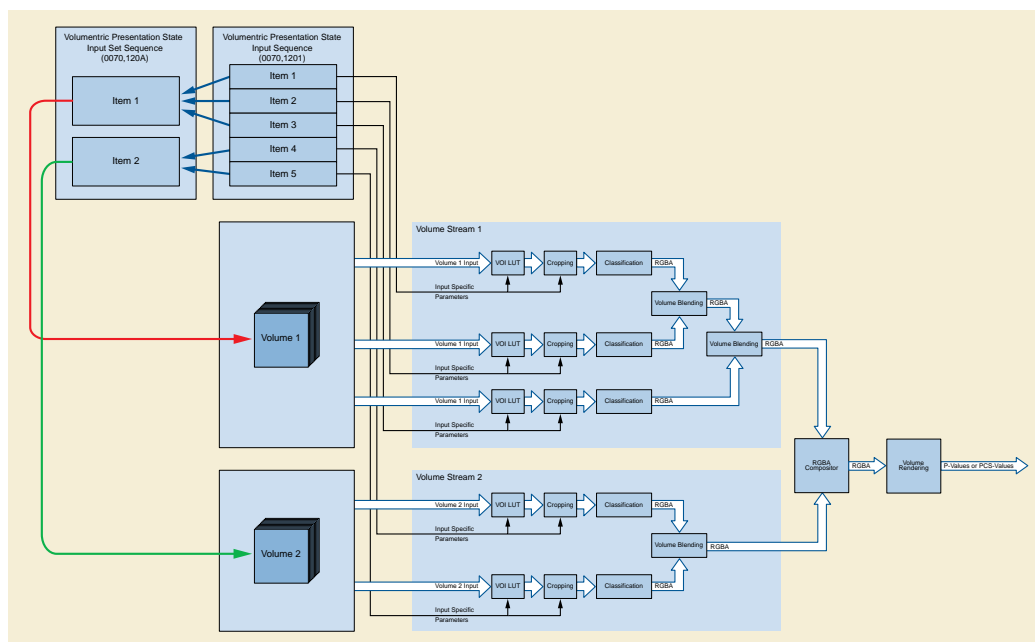 Volumentric Presentation State
Input Set Sequence
(0070,120A)
Volumentric Presentation State
Input Sequence
(0070,1201)
Item 1
Item 2
Item 1
Item 2
Item 3
Item 4
Item 5
Volume 1
Volume Stream 1
Volume 1 Input
VOI LUT
Cropping
Classification
RGBA
Input Specific
Parameters
Volume Blending
RGBA
Volume 1 Input
VOI LUT
Cropping
Classification
RGBA
Volume Blending
RGBA
Input Specific
Parameters
Volume 1 Input
VOI LUT
Cropping
Classification
RGBA
Input Specific
Parameters
RGBA
Compositor
RGBA
Volume
Rendering
P-Values or PCS-Values
Volume 2
Volume Stream 2
Volume 2 Input
VOI LUT
Cropping
Classification
RGBA
Input Specific
Parameters
Volume Blending
RGBA
Volume 2 Input
VOI LUT
Cropping
Classification
RGBA
Input Specific
Parameters